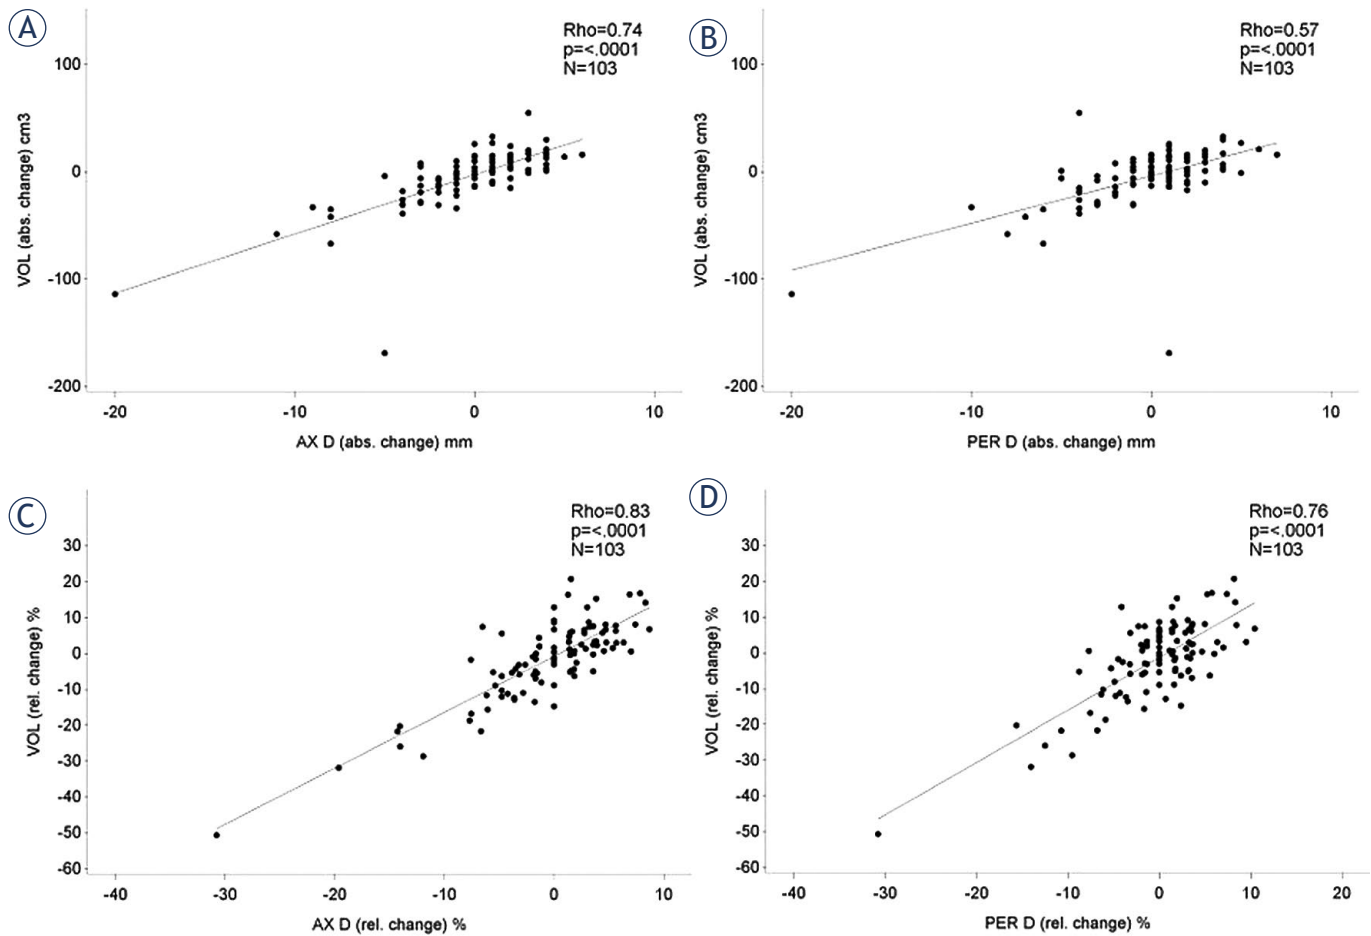 A
Rho=0.74
p=<.0001
N=103
100
0
-100
-200
VOL (abs. change) cm3
-20
-10
0
10
AX D (abs. change) mm
B
Rho=0.57
p=<.0001
N=103
100
0
-100
-200
VOL (abs. change) cm3
-20
-10
0
10
PER D (abs. change) mm
C
Rho=0.83
p=<.0001
N=103
30
20
10
0
-10
-20
-30
-40
-50
-60
VOL (rel. change) %
-40
-30
-20
-10
0
10
AX D (rel. change) %
D
Rho=0.76
p=<.0001
N=103
30
20
10
0
-10
-20
-30
-40
-50
-60
VOL (rel. change) %
-40
-30
-20
-10
0
10
20
PER D (rel. change) %